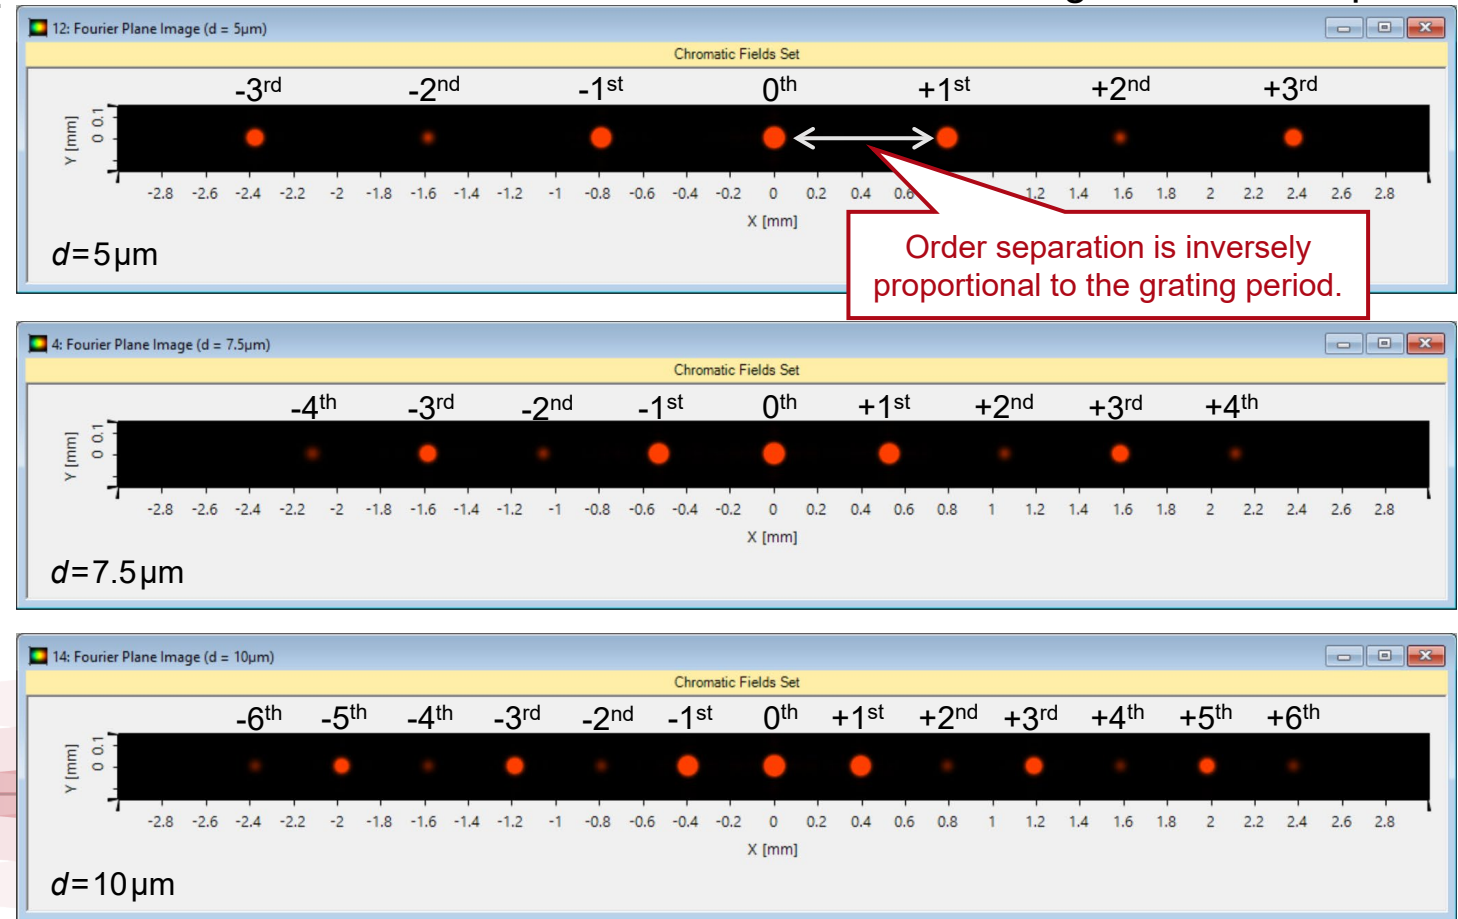 12: Fourier Plane Image (d = 5µm)
Chromatic Fields Set
-3rd -2nd -1st 0th +1st +2nd +3rd
Y [mm]
0 0.1
-2.8 -2.6 -2.4 -2.2 -2 -1.8 -1.6 -1.4 -1.2 -1 -0.8 -0.6 -0.4 -0.2 0 0.2 0.4 0.6 1.2 1.4 1.6 1.8 2 2.2 2.4 2.6 2.8
X [mm]
Order separation is inversely
proportional to the grating period.
d=5µm
4: Fourier Plane Image (d = 7.5µm)
Chromatic Fields Set
-4th -3rd -2nd -1st 0th +1st +2nd +3rd +4th
Y [mm]
0 0.1
-2.8 -2.6 -2.4 -2.2 -2 -1.8 -1.6 -1.4 -1.2 -1 -0.8 -0.6 -0.4 -0.2 0 0.2 0.4 0.6 0.8 1 1.2 1.4 1.6 1.8 2 2.2 2.4 2.6 2.8
X [mm]
d=7.5µm
14: Fourier Plane Image (d = 10µm)
Chromatic Fields Set
-6th -5th -4th -3rd -2nd -1st 0th +1st +2nd +3rd +4th +5th +6th
Y [mm]
0 0.1
-2.8 -2.6 -2.4 -2.2 -2 -1.8 -1.6 -1.4 -1.2 -1 -0.8 -0.6 -0.4 -0.2 0 0.2 0.4 0.6 0.8 1 1.2 1.4 1.6 1.8 2 2.2 2.4 2.6 2.8
X [mm]
d=10µm